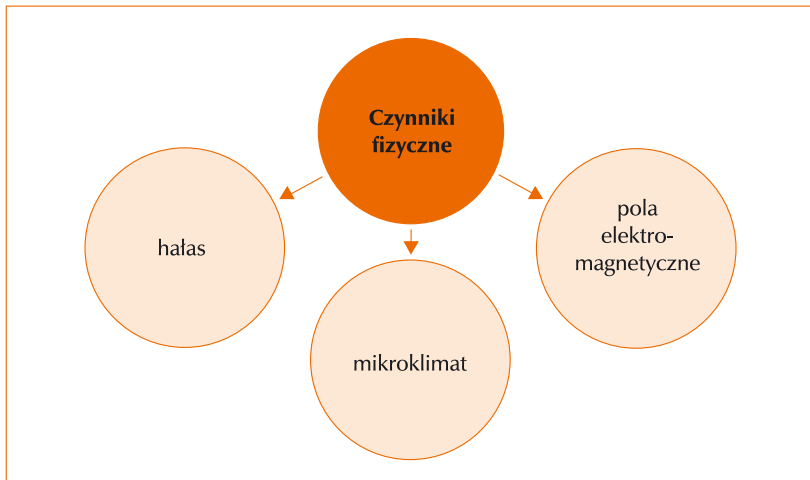 Czynniki
fizyczne
hałas
mikroklimat
pola
elektro-
magnetyczne